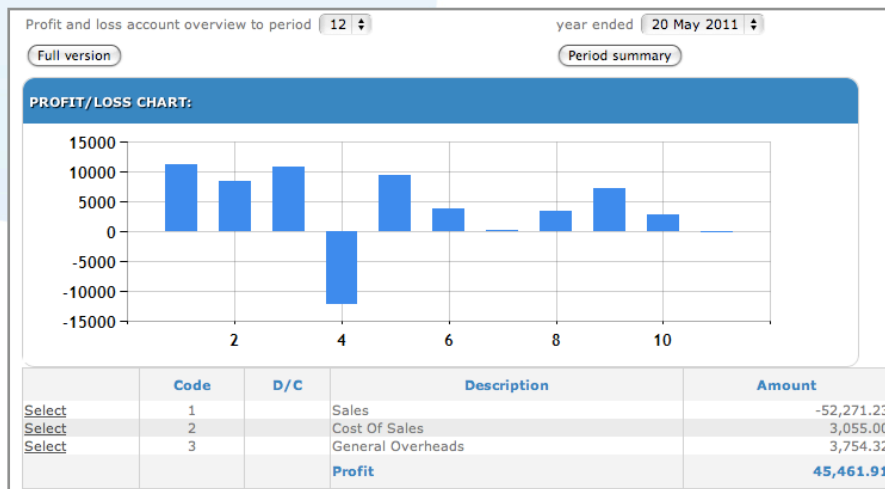 Profit and loss account overview to period 12 year ended 20 May 2011
Full version Period summary
PROFIT/LOSS CHART:
15000
10000
5000
0
-5000
-10000
-15000
2 4 6 8 10
Code D/C Description Amount
Select 1 Sales -52,271.23
Select 2 Cost Of Sales 3,055.00
Select 3 General Overheads 3,754.32
Profit 45,461.91